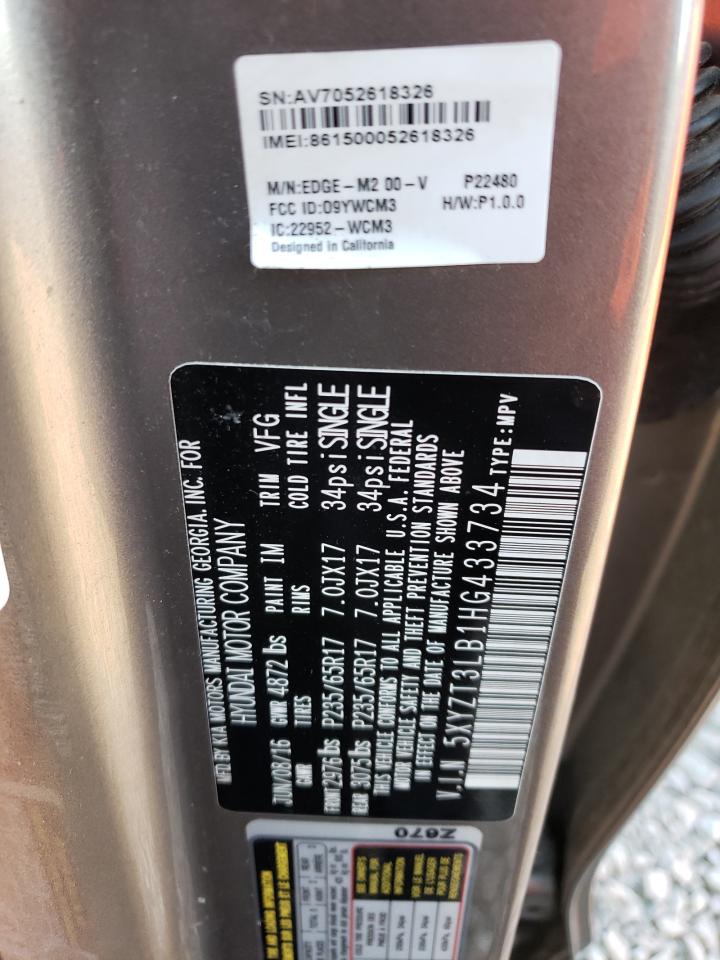 SN:AV7052618326
IMEI:861500052618326
M/N:EDGE-M2 00-V P22480
FCC ID:O9YWCM3 H/W:P1.0.0
IC:22952-WCM3
Designed in California
MFD BY KIA MOTORS MANUFACTURING GEORGIA, INC. FOR
HYUNDAI MOTOR COMPANY
JUN/08/16 GVWR 4872 lbs PAINT IM TRIM VFG
GAWR TIRES RIMS COLD TIRE INFL
FRONT 2976 lbs P235/65R17 7.0JX17 34psi SINGLE
REAR 3075 lbs P235/65R17 7.0JX17 34psi SINGLE
THIS VEHICLE CONFORMS TO ALL APPLICABLE U.S.A. FEDERAL
MOTOR VEHICLE SAFETY AND THEFT PREVENTION STANDARDS
IN EFFECT ON THE DATE OF MANUFACTURE SHOWN ABOVE
V.I.N 5XYZT3LB1HG433734 TYPE:MPV
Z670